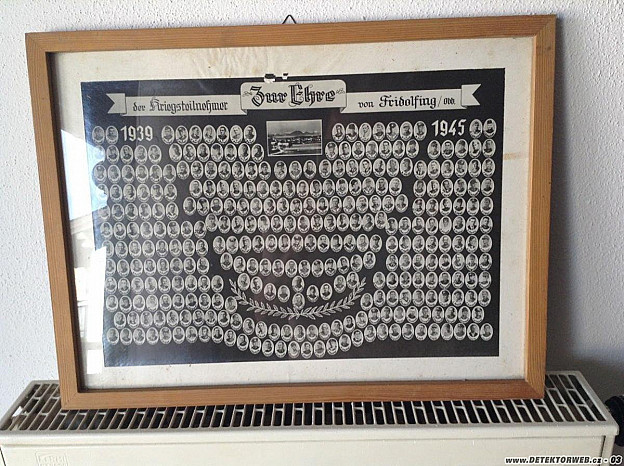 Zur Ehre
der Kriegsteilnehmer
von Fridolfing/Obb.
1939
1945
www.DETEKTORWEB.cz - 03